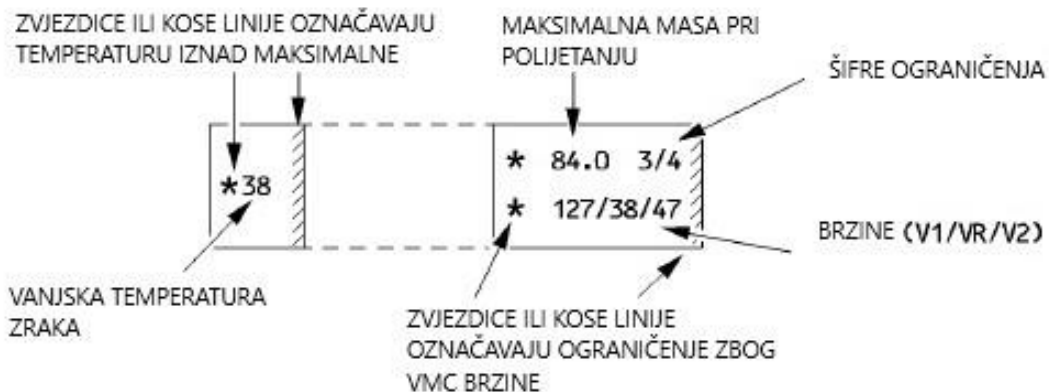 ZVJEZDICE ILI KOSE LINIJE OZNAČAVAJU
TEMPERATURU IZNAD MAKSIMALNE
MAKSIMALNA MASA PRI
POLIJETANJU
ŠIFRE OGRANIČENJA
* 84.0 3/4
*38
* 127/38/47
BRZINE (V1/VR/V2)
VANJSKA TEMPERATURA
ZRAKA
ZVJEZDICE ILI KOSE LINIJE
OZNAČAVAJU OGRANIČENJE ZBOG
VMC BRZINE